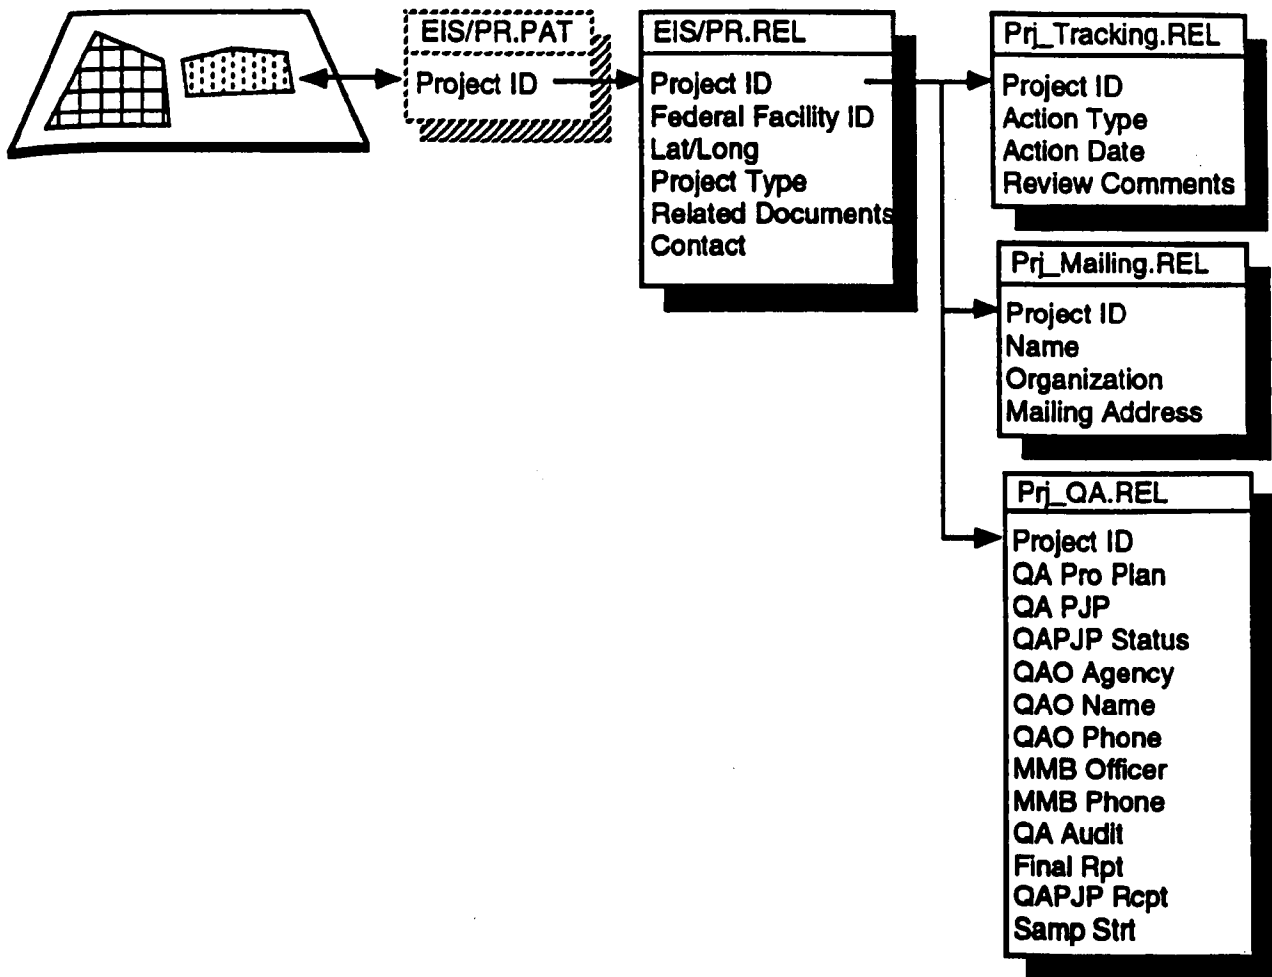 EIS/PR.PAT
Project ID
EIS/PR.REL
Project ID
Federal Facility ID
Lat/Long
Project Type
Related Documents
Contact
Prj_Tracking.REL
Project ID
Action Type
Action Date
Review Comments
Prj_Mailing.REL
Project ID
Name
Organization
Mailing Address
Prj_QA.REL
Project ID
QA Pro Plan
QA PJP
QAPJP Status
QAO Agency
QAO Name
QAO Phone
MMB Officer
MMB Phone
QA Audit
Final Rpt
QAPJP Rcpt
Samp Strt